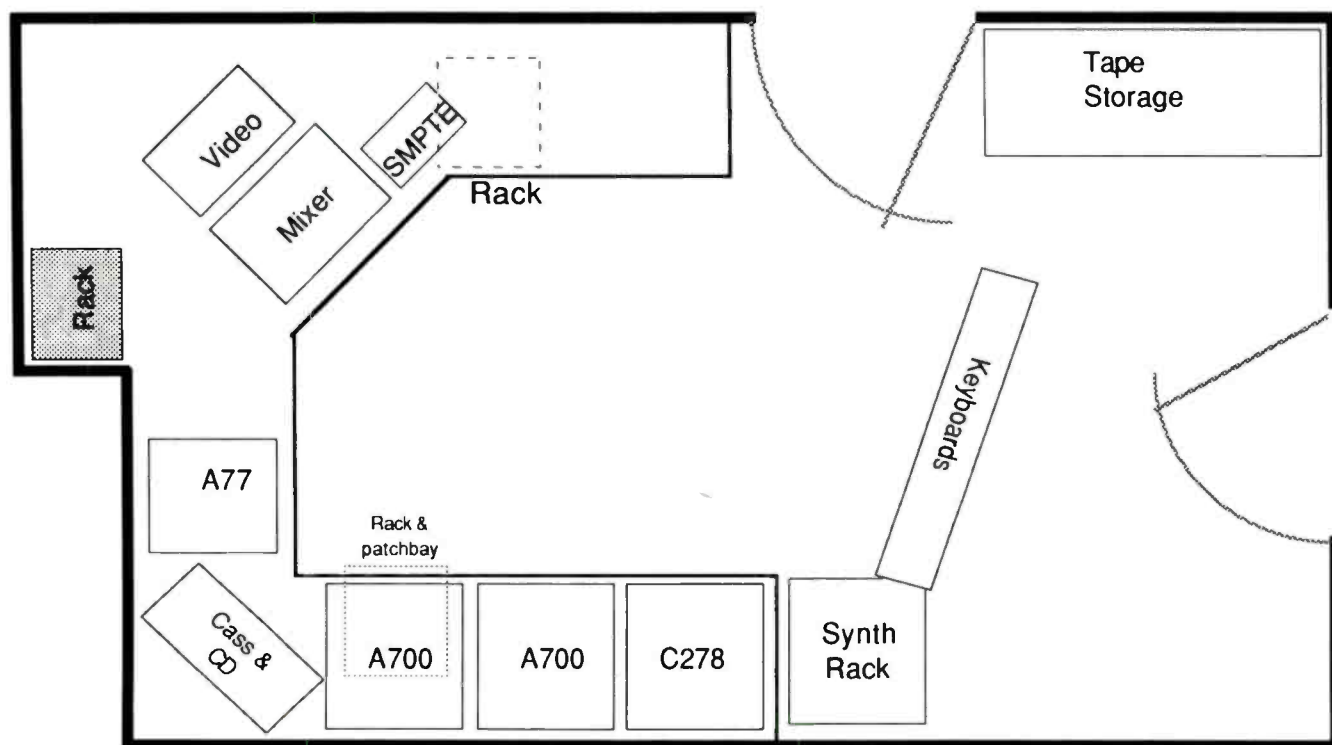 Tape
Storage
Video
SMPTE
Mixer
Rack
Rack
Keyboards
A77
Rack &
patchbay
Cass &
CD
A700
A700
C278
Synth
Rack